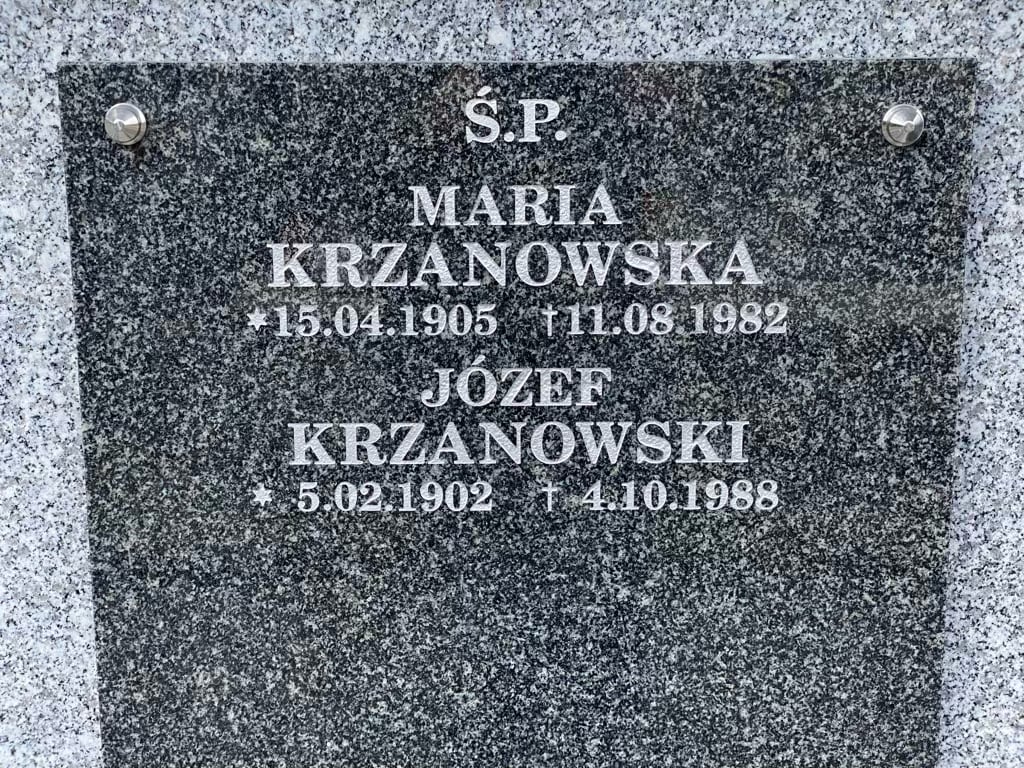 Ś.P.
MARIA
KRZANOWSKA
*15.04.1905 †11.08 1982
JÓZEF
KRZANOWSKI
* 5.02.1902 † 4.10.1988